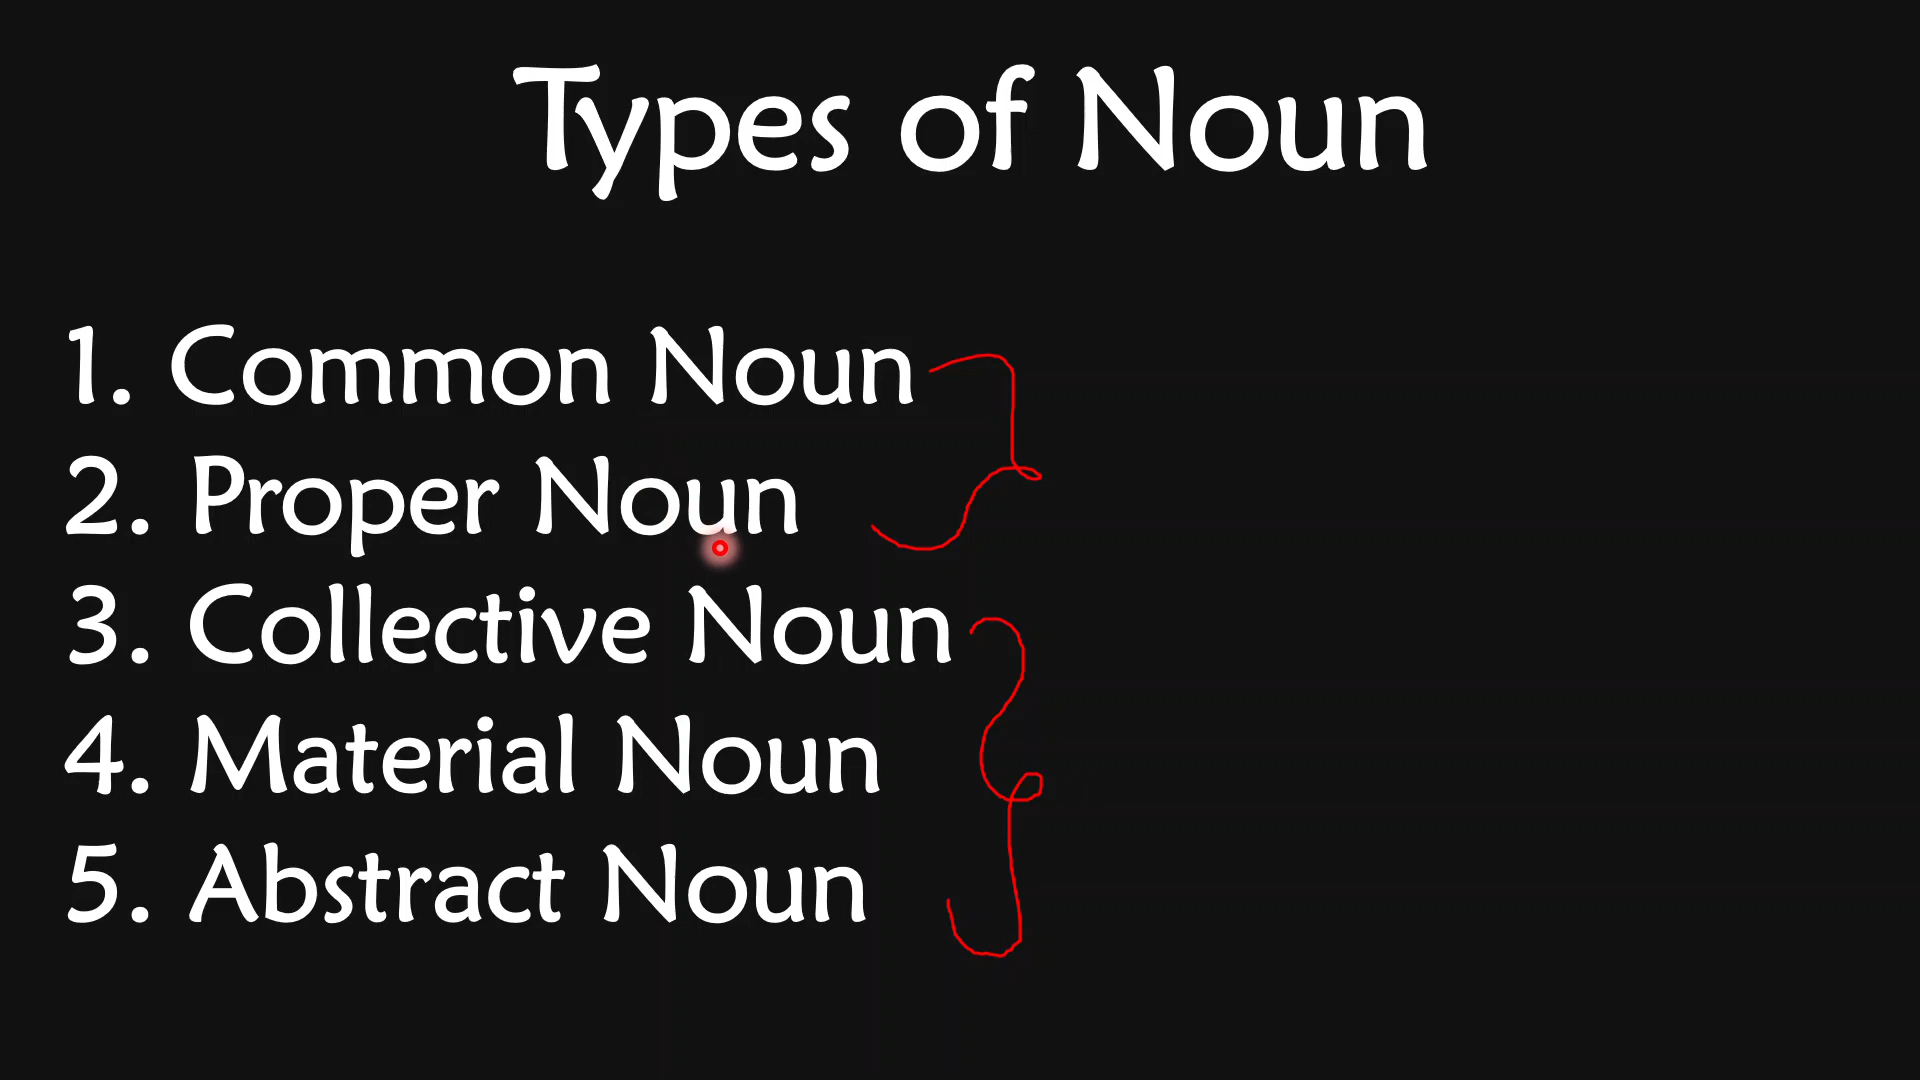 Types of Noun
1. Common Noun
2. Proper Noun
3. Collective Noun
4. Material Noun
5. Abstract Noun